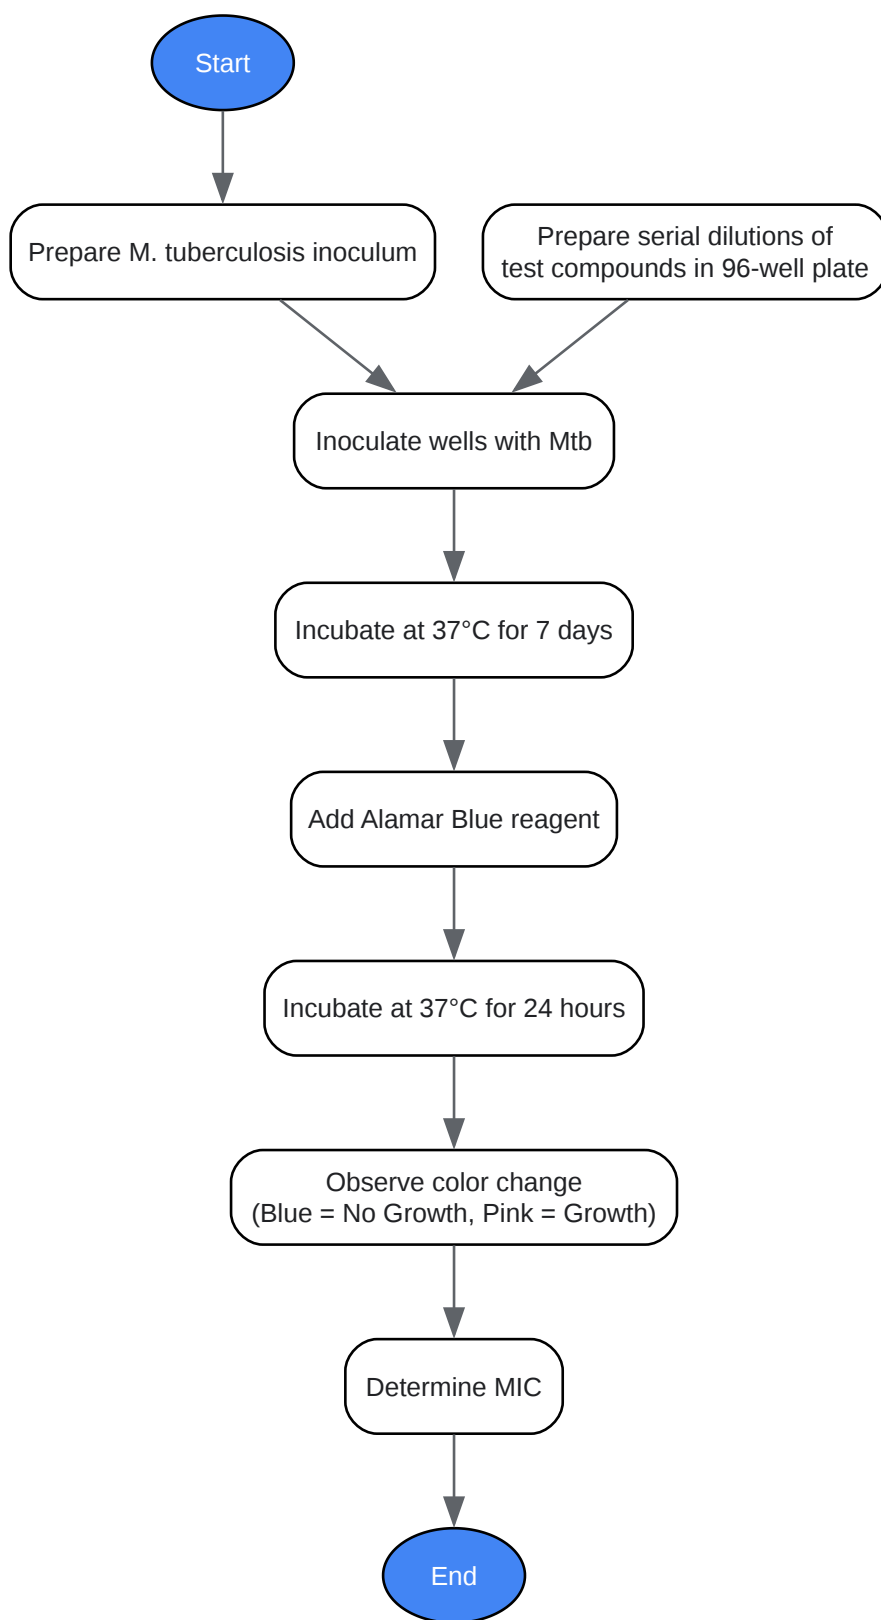 Start
Prepare M. tuberculosis inoculum
Prepare serial dilutions of
test compounds in 96-well plate
Inoculate wells with Mtb
Incubate at 37°C for 7 days
Add Alamar Blue reagent
Incubate at 37°C for 24 hours
Observe color change
(Blue = No Growth, Pink = Growth)
Determine MIC
End